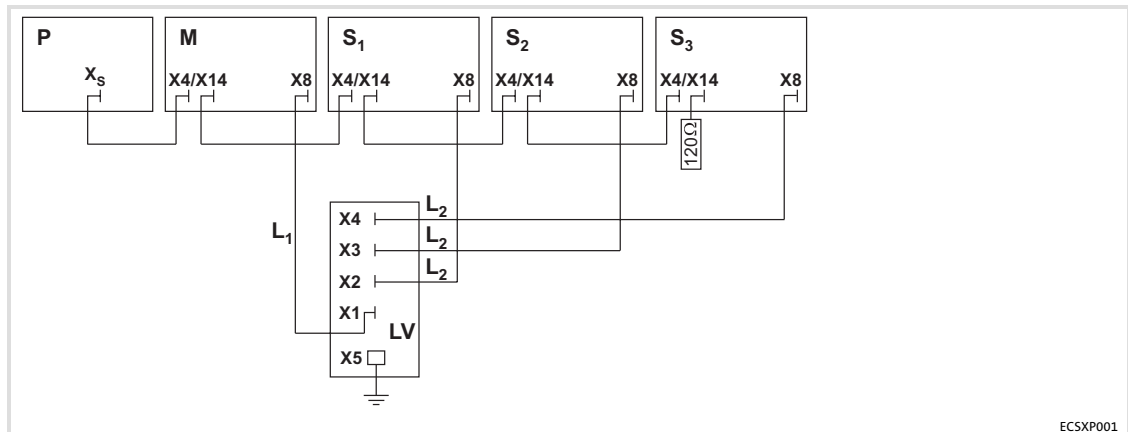 P
M
S₁
S₂
S₃
Xₛ
X4/X14 X8
X4/X14 X8
X4/X14 X8
X4/X14 X8
120Ω
L₁
X4
L₂
X3
L₂
X2
L₂
X1
LV
X5
ECSXP001